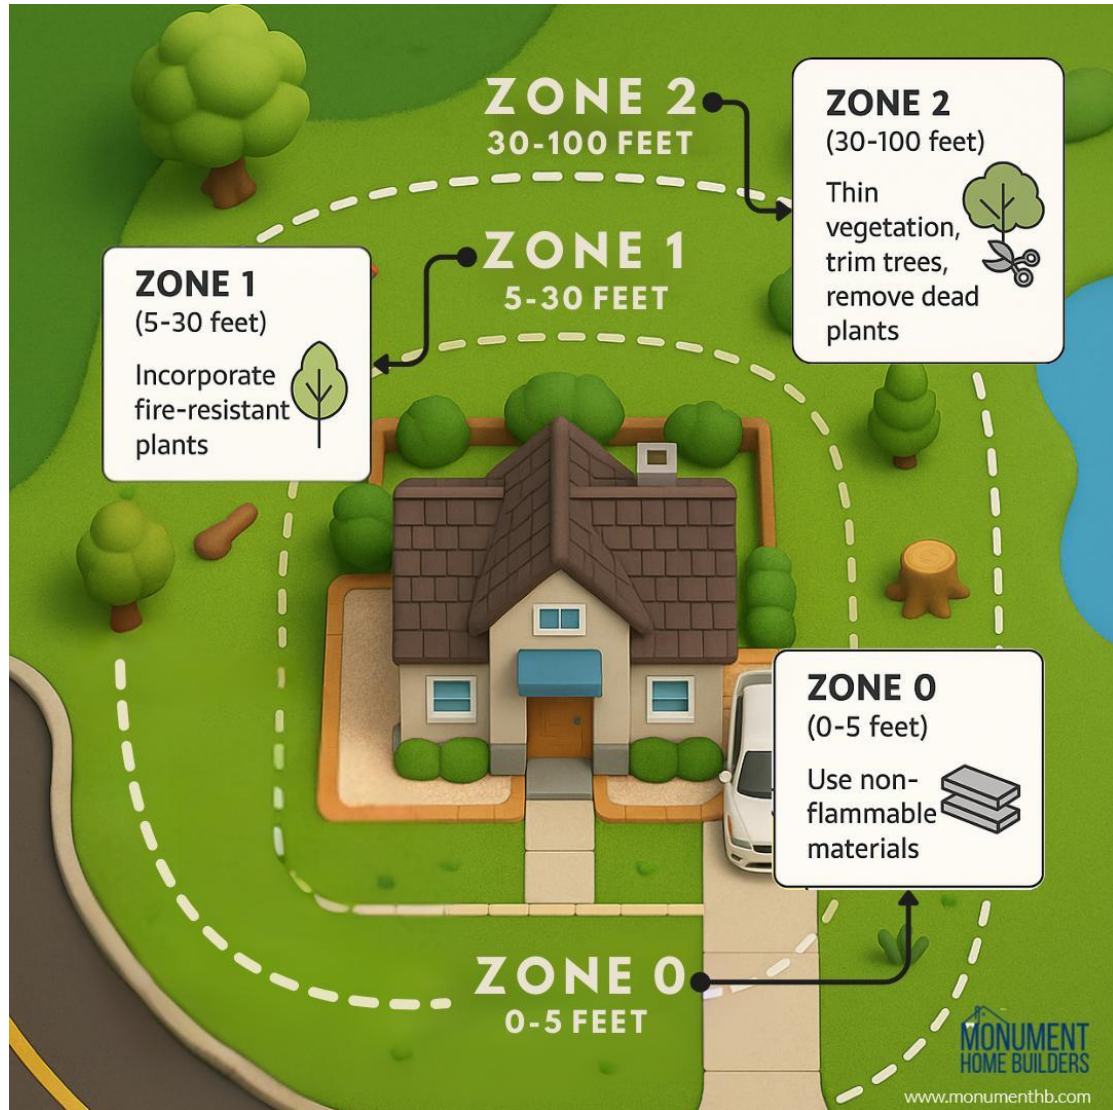 ZONE 2
30-100 FEET
ZONE 2
(30-100 feet)
Thin
vegetation,
trim trees,
remove dead
plants
ZONE 1
5-30 FEET
ZONE 1
(5-30 feet)
Incorporate
fire-resistant
plants
ZONE 0
(0-5 feet)
Use non-
flammable
materials
ZONE 0
0-5 FEET
MONUMENT
HOME BUILDERS
www.monumenthb.com